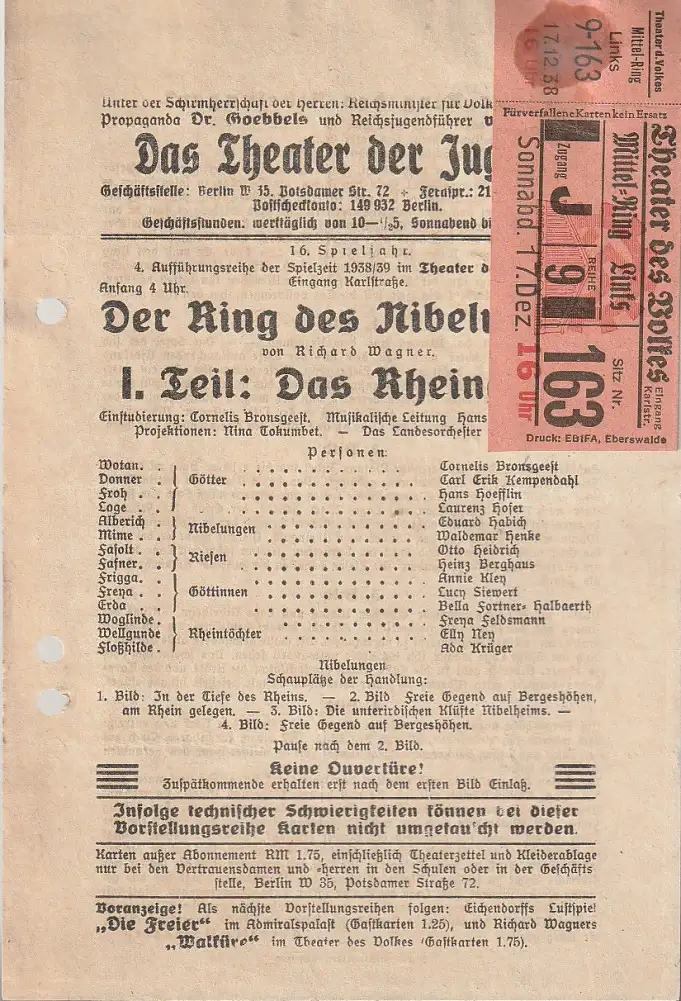 Unter der Schirmherrschaft der Herren: Reichsminister für Volk
Propaganda Dr. Goebbels und Reichsjugendführer v
Das Theater der Jug
Geschäftsstelle: Berlin W 35. Potsdamer Str. 72 + Fernspr.: 21
Postscheckonto: 149 932 Berlin.
Geschäftsstunden. werktäglich von 10—½5, Sonnabend bi
16. Spieljahr.
4. Aufführungsreihe der Spielzeit 1938/39 im Theater d
Anfang 4 Uhr. Eingang Karlstraße.
Der Ring des Nibelu
von Richard Wagner.
I. Teil: Das Rhein
Einstudierung: Cornelis Bronsgeest. Musikalische Leitung Hans
Projektionen: Nina Tokumbet. — Das Landesorchester
Personen:
Wotan. . Götter Cornelis Bronsgeest
Donner . Carl Erik Kempendahl
Froh . . Hans Hoefflin
Loge . . Laurenz Hofer
Alberich . Nibelungen Eduard Habich
Mime . . Waldemar Henke
Fasolt . . Riesen Otto Heidrich
Fafner. . Heinz Berghaus
Frigga. . Göttinnen Annie Kley
Freya . . Lucy Siewert
Erda . . Bella Fortner-Halbaerth
Woglinde. Rheintöchter Freya Feldsmann
Wellgunde Elly Ney
Floßhilde. Ada Krüger
Nibelungen
Schauplätze der Handlung:
1. Bild: In der Tiefe des Rheins. — 2. Bild Freie Gegend auf Bergeshöhen,
am Rhein gelegen. — 3. Bild: Die unterirdischen Klüfte Nibelheims. —
4. Bild: Freie Gegend auf Bergeshöhen.
Pause nach dem 2. Bild.
Keine Ouvertüre!
Zuspätkommende erhalten erst nach dem ersten Bild Einlaß.
Infolge technischer Schwierigkeiten können bei dieser
Vorstellungsreihe Karten nicht umgetauscht werden.
Karten außer Abonnement RM 1.75, einschließlich Theaterzettel und Kleiderablage
nur bei den Vertrauensdamen und -herren in den Schulen oder in der Geschäfts
stelle, Berlin W 35, Potsdamer Straße 72.
Voranzeige! Als nächste Vorstellungsreihen folgen: Eichendorffs Lustspiel
„Die Freier“ im Admiralspalast (Gastkarten 1.25), und Richard Wagners
„Walküre“ im Theater des Volkes (Gastkarten 1.75).
Theater d. Volkes
Mittel-Ring
Links
9-163
17.12.38
16 Uhr
Für verfallene Karten kein Ersatz
Theater des Volkes
Eingang
Karlstr.
Mittel-Ring Links
Zugang J
REIHE 9
Sitz Nr. 163
Sonnabd. 17. Dez. 16 Uhr
Druck: EBIFA, Eberswalde